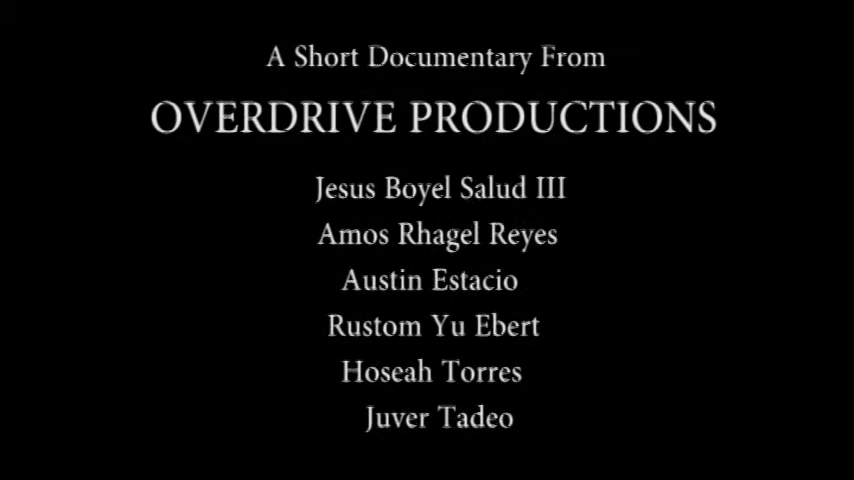 A Short Documentary From
OVERDRIVE PRODUCTIONS
Jesus Boyel Salud III
Amos Rhagel Reyes
Austin Estacio
Rustom Yu Ebert
Hoseah Torres
Juver Tadeo